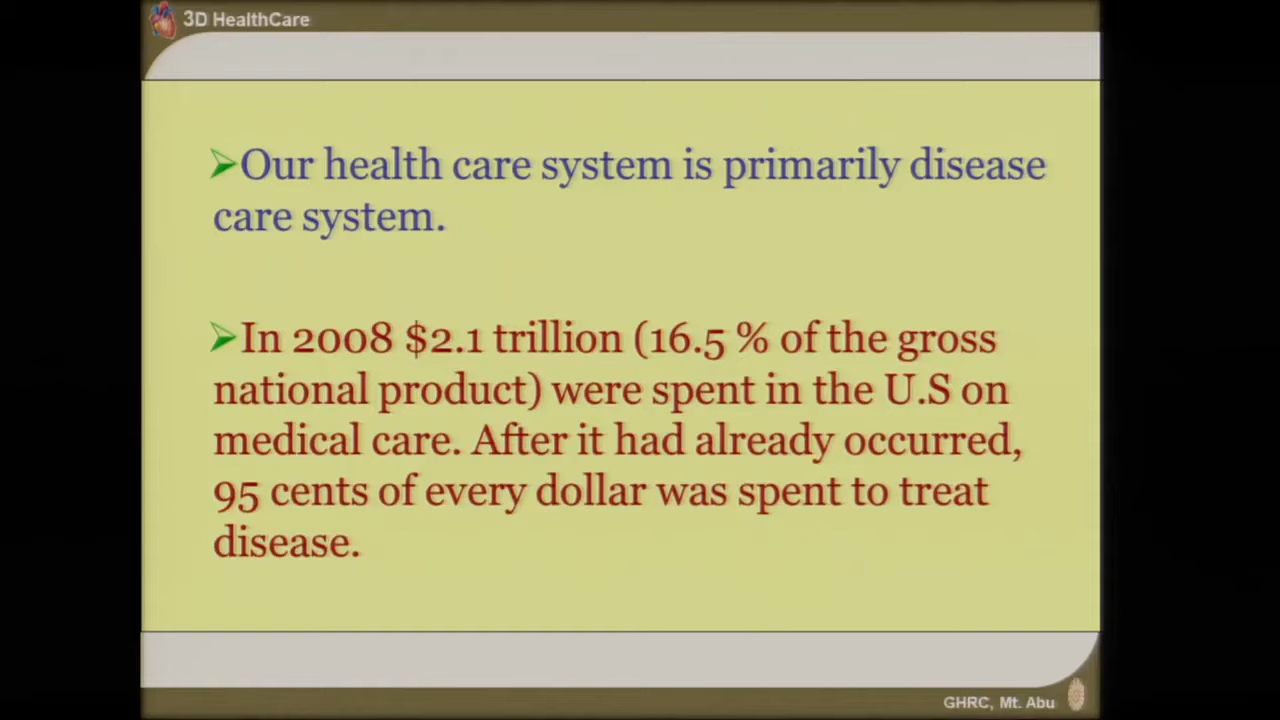 3D HealthCare
➢Our health care system is primarily disease
care system.
➢In 2008 $2.1 trillion (16.5 % of the gross
national product) were spent in the U.S on
medical care. After it had already occurred,
95 cents of every dollar was spent to treat
disease.
GHRC, Mt. Abu